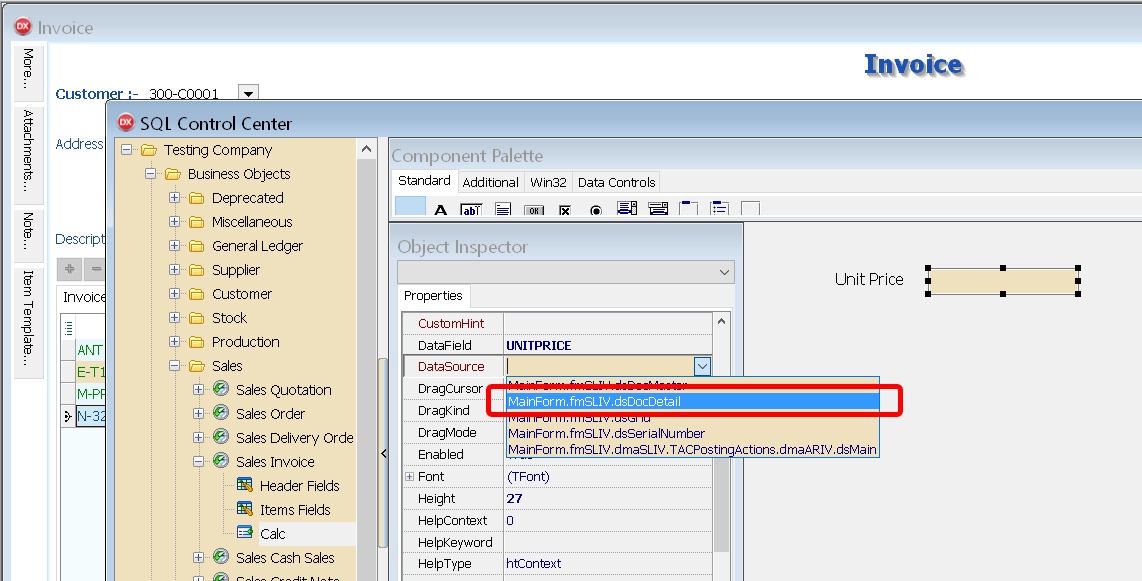 DX Invoice
Invoice
Customer :- 300-C0001
Address
Descript
Invoice
ANT
E-T1
M-PF
N-32
More...
Attachments...
Note...
Item Template...
DX SQL Control Center
Testing Company
Business Objects
Deprecated
Miscellaneous
General Ledger
Supplier
Customer
Stock
Production
Sales
Sales Quotation
Sales Order
Sales Delivery Orde
Sales Invoice
Header Fields
Items Fields
Calc
Sales Cash Sales
Sales Credit Note
Component Palette
Standard Additional Win32 Data Controls
A ab OK
Object Inspector
Properties
CustomHint
DataField UNITPRICE
DataSource
DragCursor
DragKind
DragMode
Enabled True
Font (TFont)
Height 27
HelpContext 0
HelpKeyword
HelpType htContext
MainForm.fmSLIV.dsDocMaster
MainForm.fmSLIV.dsDocDetail
MainForm.fmSLIV.dsGrid
MainForm.fmSLIV.dsSerialNumber
MainForm.fmSLIV.dmaSLIV.TACPostingActions.dmaARIV.dsMain
Unit Price